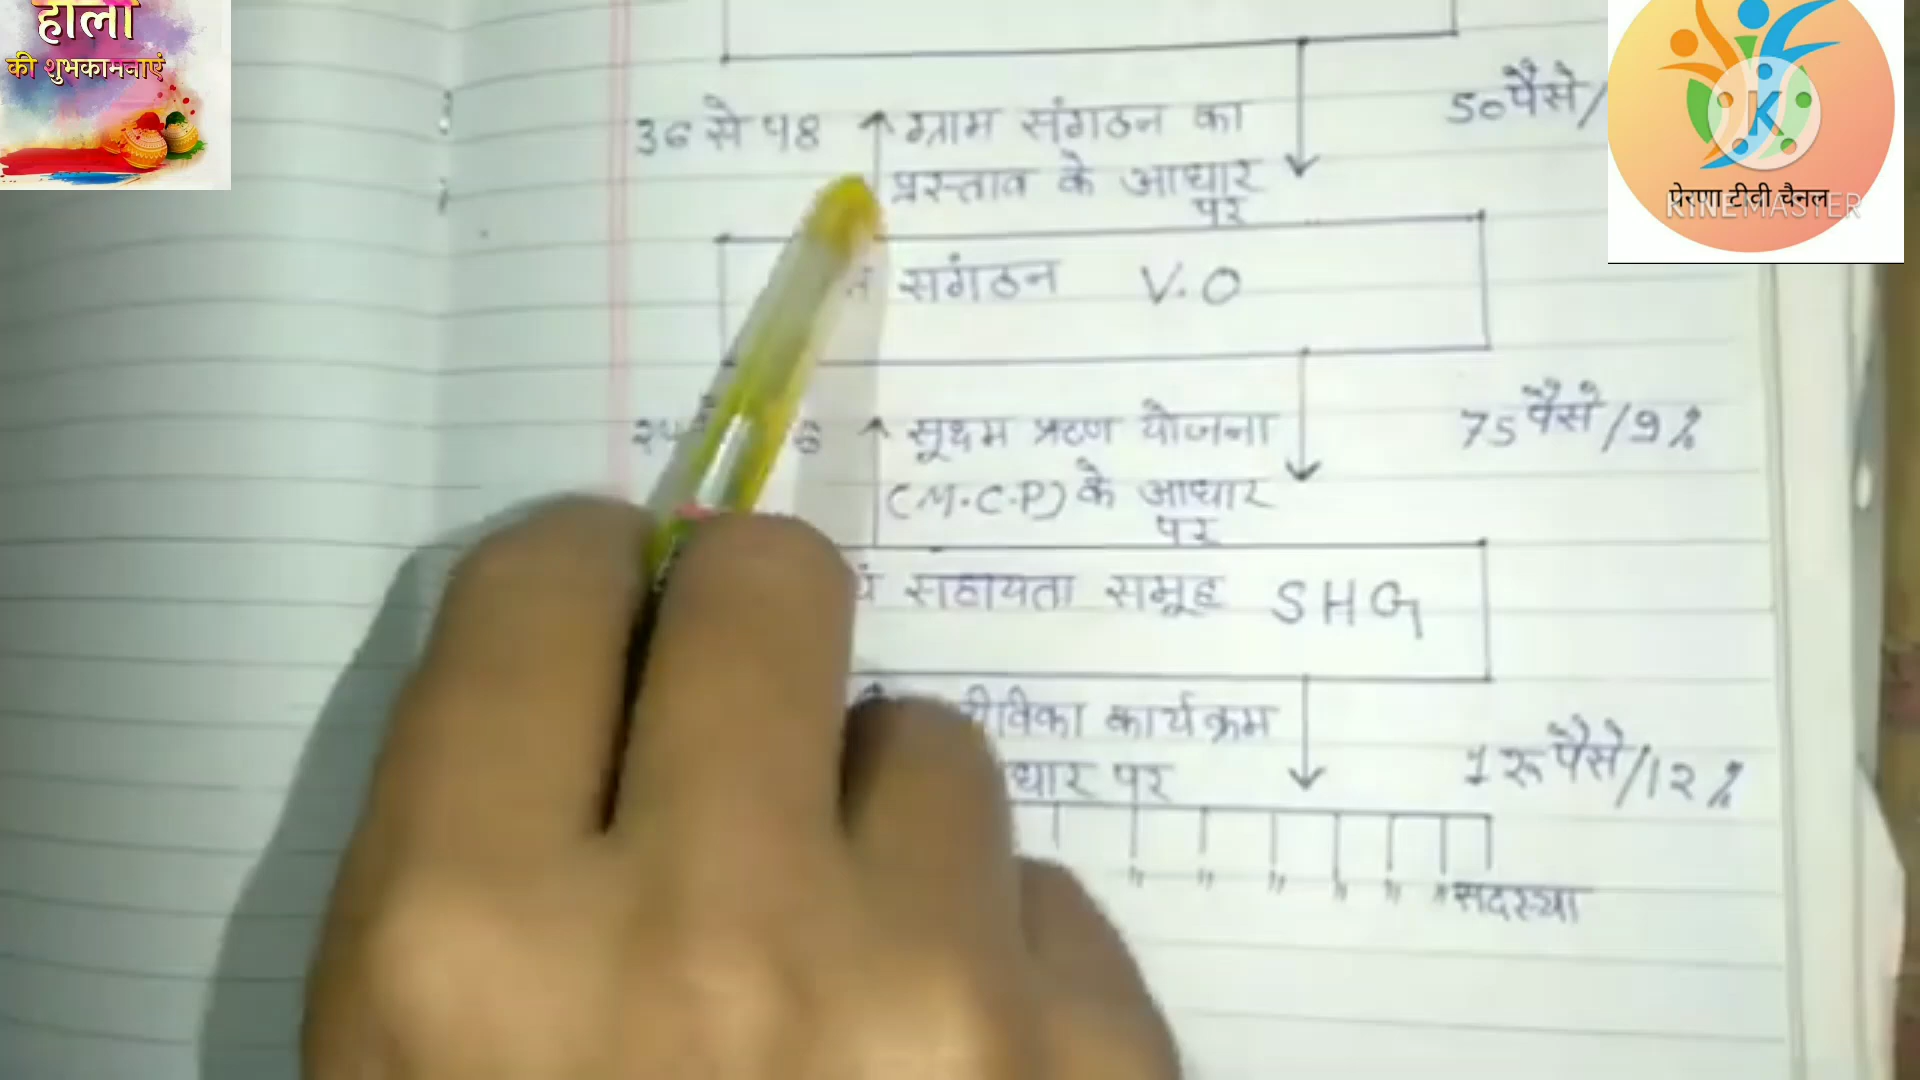 होली
की शुभकामनाएं
36 से 48 ग्राम संगठन का
प्रस्ताव के आधार
पर
50 पैसे/
प्रेरणा टीवी चैनल
KINEMASTER
संगठन V.O
सूक्ष्म ऋण योजना
(M.C.P) के आधार
पर
75 पैसे/9%
सहायता समूह SHG
कार्यक्रम
पर
1 रू पैसे/12%
" " " " " " सदस्या